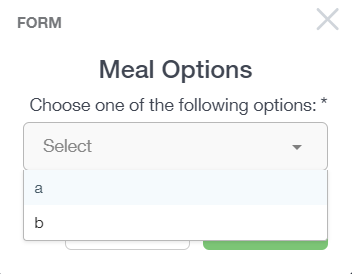 FORM
Meal Options
Choose one of the following options: *
Select
a
b